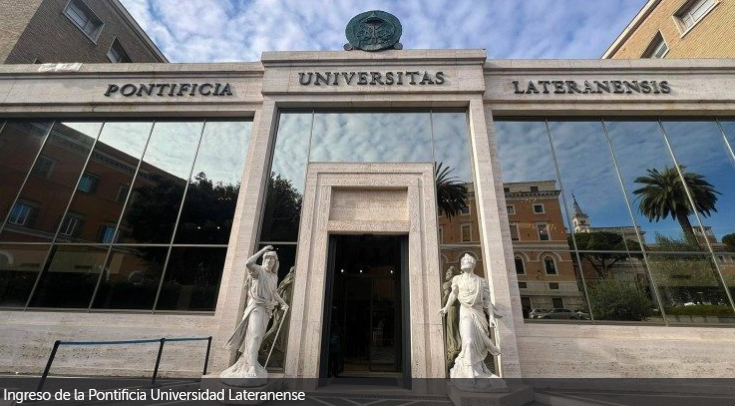 PONTIFICIA UNIVERSITAS LATERANENSIS
Ingreso de la Pontificia Universidad Lateranense